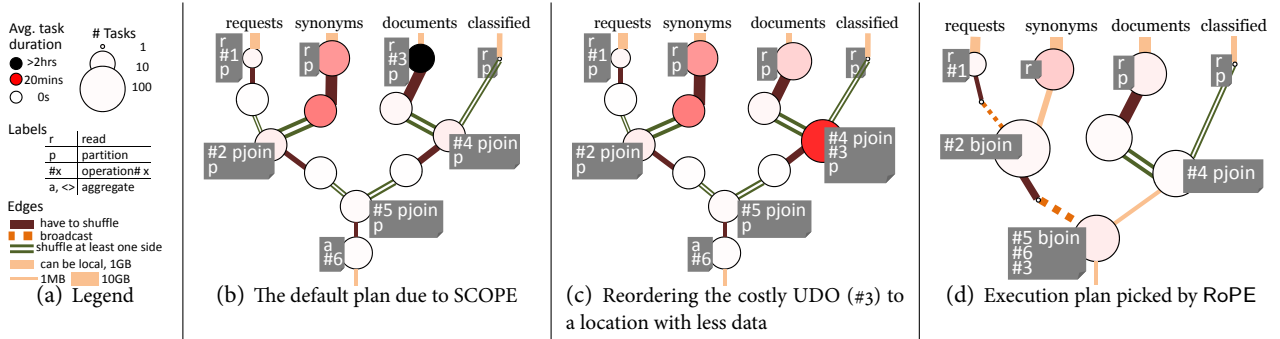 Avg. task
duration
# Tasks
>2hrs
20mins
0s
1
10
100
Labels
r read
p partition
#x operation# x
a, <> aggregate
Edges
have to shuffle
broadcast
shuffle at least one side
can be local, 1GB
1MB 10GB
(a) Legend
requests synonyms documents classified
r
#1
p
r
p
r
#3
p
r
p
#2 pjoin
p
#4 pjoin
p
#5 pjoin
p
a
#6
(b) The default plan due to SCOPE
requests synonyms documents classified
r
#1
p
r
p
r
p
r
p
#2 pjoin
p
#4 pjoin
#3
p
#5 pjoin
p
a
#6
(c) Reordering the costly UDO (#3) to
a location with less data
requests synonyms documents classified
r
#1
r
r
p
r
p
#2 bjoin
#4 pjoin
#5 bjoin
#6
#3
(d) Execution plan picked by RoPE